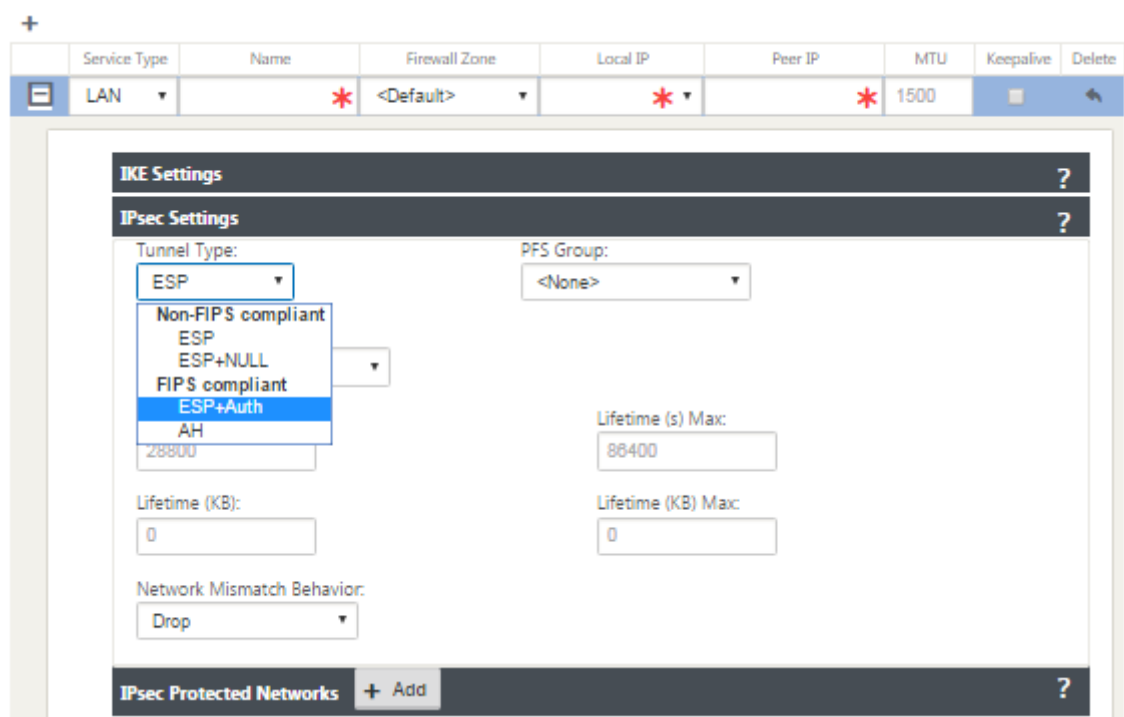 +
Service Type Name Firewall Zone Local IP Peer IP MTU Keepalive Delete
LAN * <Default> * * 1500
IKE Settings ?
IPsec Settings ?
Tunnel Type: PFS Group:
ESP <None>
Non-FIPS compliant
ESP
ESP+NULL
FIPS compliant
ESP+Auth
AH
Lifetime (s) Max:
28800 86400
Lifetime (KB): Lifetime (KB) Max:
0 0
Network Mismatch Behavior:
Drop
IPsec Protected Networks + Add ?